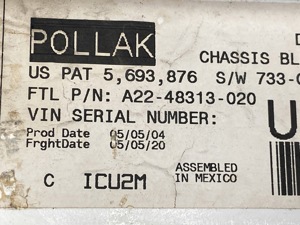 POLLAK
CHASSIS BL
US PAT 5,693,876 S/W 733-
FTL P/N: A22-48313-020
VIN SERIAL NUMBER:
U
Prod Date 05/05/04
FrghtDate 05/05/20
ASSEMBLED
IN MEXICO
C ICU2M